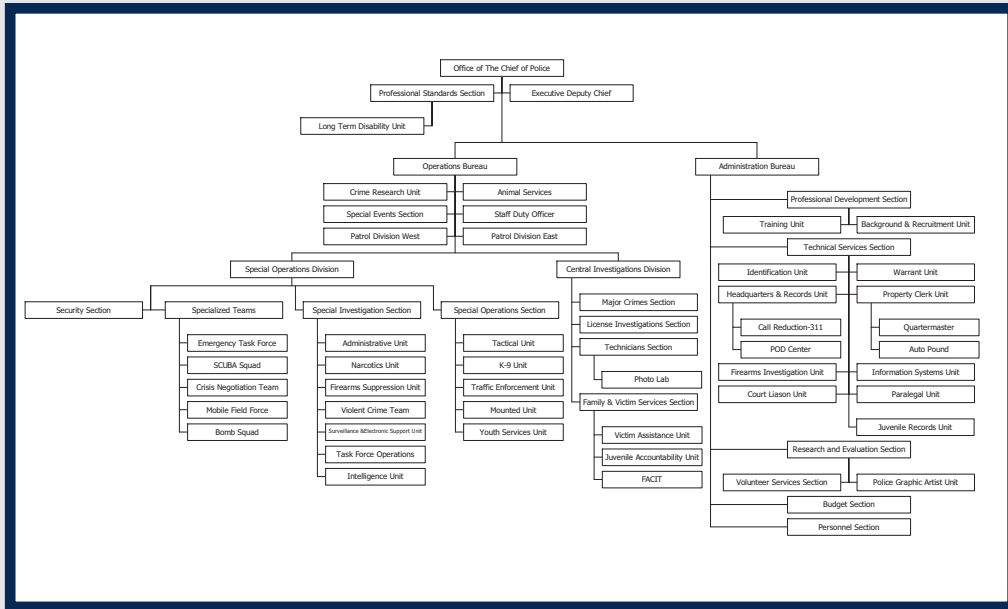 Office of The Chief of Police
Professional Standards Section
Executive Deputy Chief
Long Term Disability Unit
Operations Bureau
Administration Bureau
Crime Research Unit
Animal Services
Special Events Section
Staff Duty Officer
Patrol Division West
Patrol Division East
Special Operations Division
Central Investigations Division
Security Section
Specialized Teams
Emergency Task Force
SCUBA Squad
Crisis Negotiation Team
Mobile Field Force
Bomb Squad
Special Investigation Section
Administrative Unit
Narcotics Unit
Firearms Suppression Unit
Violent Crime Team
Surveillance &Electronic Support Unit
Task Force Operations
Intelligence Unit
Special Operations Section
Tactical Unit
K-9 Unit
Traffic Enforcement Unit
Mounted Unit
Youth Services Unit
Major Crimes Section
License Investigations Section
Technicians Section
Photo Lab
Family & Victim Services Section
Victim Assistance Unit
Juvenile Accountability Unit
FACIT
Professional Development Section
Training Unit
Background & Recruitment Unit
Technical Services Section
Identification Unit
Warrant Unit
Headquarters & Records Unit
Property Clerk Unit
Call Reduction-311
Quartermaster
POD Center
Auto Pound
Firearms Investigation Unit
Information Systems Unit
Court Liason Unit
Paralegal Unit
Juvenile Records Unit
Research and Evaluation Section
Volunteer Services Section
Police Graphic Artist Unit
Budget Section
Personnel Section